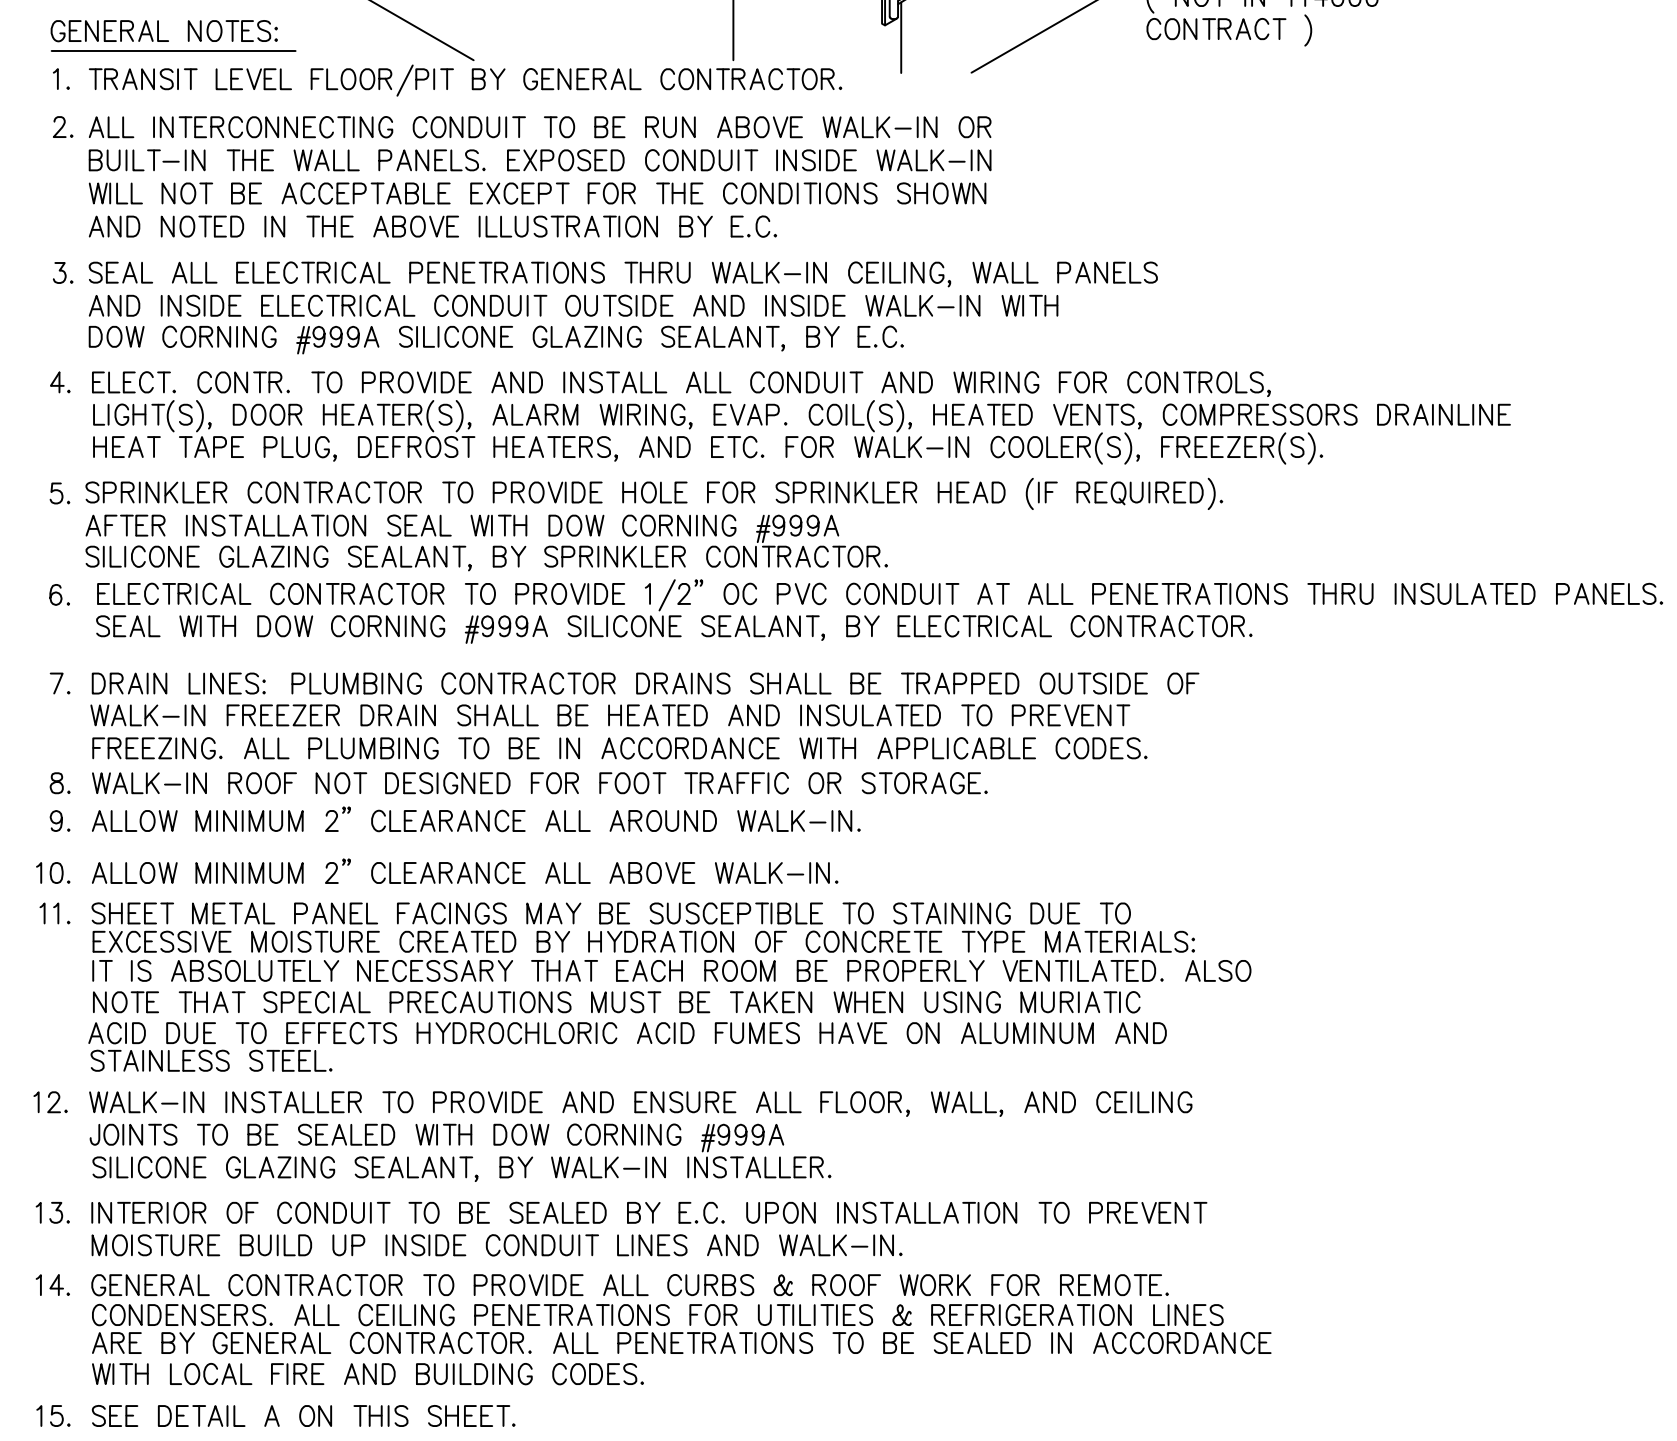 ( NOT IN
CONTRACT )
GENERAL NOTES:
1. TRANSIT LEVEL FLOOR/PIT BY GENERAL CONTRACTOR.
2. ALL INTERCONNECTING CONDUIT TO BE RUN ABOVE WALK-IN OR
BUILT-IN THE WALL PANELS. EXPOSED CONDUIT INSIDE WALK-IN
WILL NOT BE ACCEPTABLE EXCEPT FOR THE CONDITIONS SHOWN
AND NOTED IN THE ABOVE ILLUSTRATION BY E.C.
3. SEAL ALL ELECTRICAL PENETRATIONS THRU WALK-IN CEILING, WALL PANELS
AND INSIDE ELECTRICAL CONDUIT OUTSIDE AND INSIDE WALK-IN WITH
DOW CORNING #999A SILICONE GLAZING SEALANT, BY E.C.
4. ELECT. CONTR. TO PROVIDE AND INSTALL ALL CONDUIT AND WIRING FOR CONTROLS,
LIGHT(S), DOOR HEATER(S), ALARM WIRING, EVAP. COIL(S), HEATED VENTS, COMPRESSORS DRAINLINE
HEAT TAPE PLUG, DEFROST HEATERS, AND ETC. FOR WALK-IN COOLER(S), FREEZER(S).
5. SPRINKLER CONTRACTOR TO PROVIDE HOLE FOR SPRINKLER HEAD (IF REQUIRED).
AFTER INSTALLATION SEAL WITH DOW CORNING #999A
SILICONE GLAZING SEALANT, BY SPRINKLER CONTRACTOR.
6. ELECTRICAL CONTRACTOR TO PROVIDE 1/2" OC PVC CONDUIT AT ALL PENETRATIONS THRU INSULATED PANELS.
SEAL WITH DOW CORNING #999A SILICONE SEALANT, BY ELECTRICAL CONTRACTOR.
7. DRAIN LINES: PLUMBING CONTRACTOR DRAINS SHALL BE TRAPPED OUTSIDE OF
WALK-IN FREEZER DRAIN SHALL BE HEATED AND INSULATED TO PREVENT
FREEZING. ALL PLUMBING TO BE IN ACCORDANCE WITH APPLICABLE CODES.
8. WALK-IN ROOF NOT DESIGNED FOR FOOT TRAFFIC OR STORAGE.
9. ALLOW MINIMUM 2" CLEARANCE ALL AROUND WALK-IN.
10. ALLOW MINIMUM 2" CLEARANCE ALL ABOVE WALK-IN.
11. SHEET METAL PANEL FACINGS MAY BE SUSCEPTIBLE TO STAINING DUE TO
EXCESSIVE MOISTURE CREATED BY HYDRATION OF CONCRETE TYPE MATERIALS:
IT IS ABSOLUTELY NECESSARY THAT EACH ROOM BE PROPERLY VENTILATED. ALSO
NOTE THAT SPECIAL PRECAUTIONS MUST BE TAKEN WHEN USING MURIATIC
ACID DUE TO EFFECTS HYDROCHLORIC ACID FUMES HAVE ON ALUMINUM AND
STAINLESS STEEL.
12. WALK-IN INSTALLER TO PROVIDE AND ENSURE ALL FLOOR, WALL, AND CEILING
JOINTS TO BE SEALED WITH DOW CORNING #999A
SILICONE GLAZING SEALANT, BY WALK-IN INSTALLER.
13. INTERIOR OF CONDUIT TO BE SEALED BY E.C. UPON INSTALLATION TO PREVENT
MOISTURE BUILD UP INSIDE CONDUIT LINES AND WALK-IN.
14. GENERAL CONTRACTOR TO PROVIDE ALL CURBS & ROOF WORK FOR REMOTE.
CONDENSERS. ALL CEILING PENETRATIONS FOR UTILITIES & REFRIGERATION LINES
ARE BY GENERAL CONTRACTOR. ALL PENETRATIONS TO BE SEALED IN ACCORDANCE
WITH LOCAL FIRE AND BUILDING CODES.
15. SEE DETAIL A ON THIS SHEET.